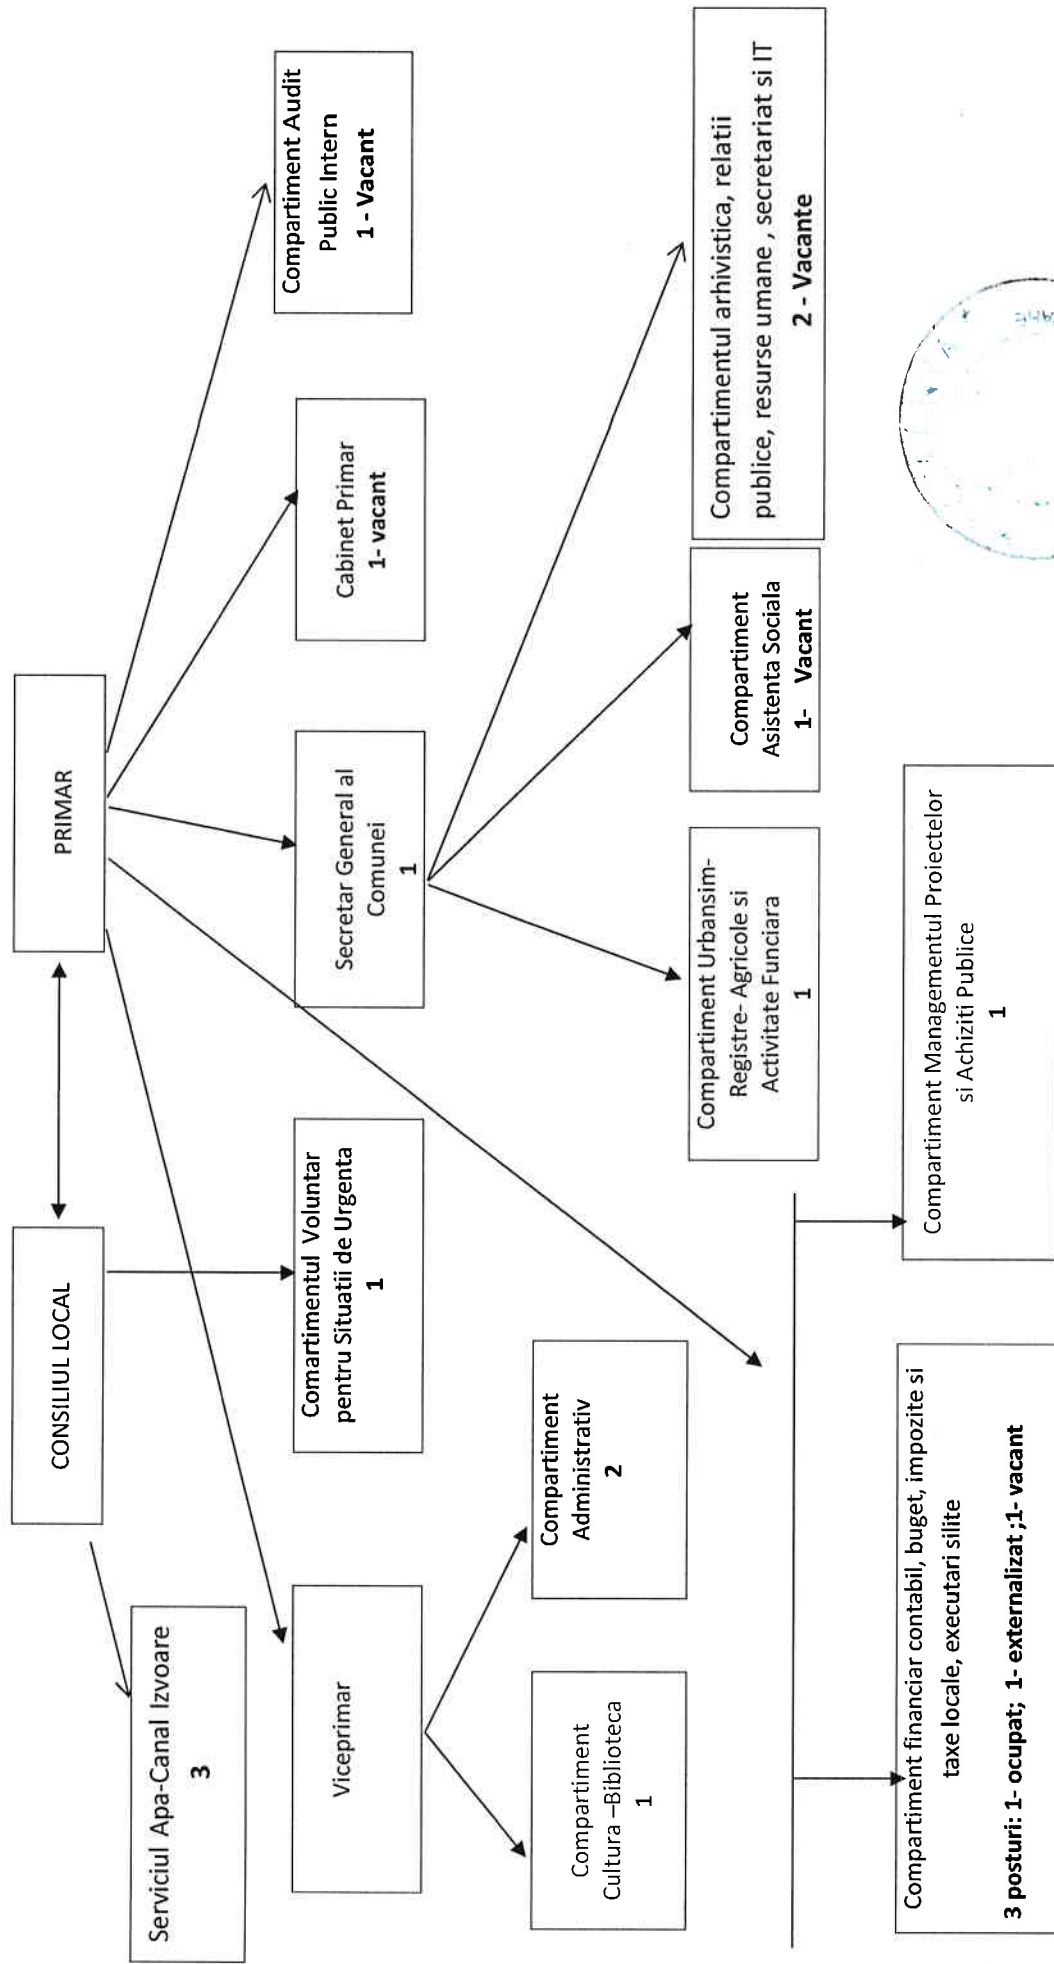 CONSILIUL LOCAL
PRIMAR
Serviciul Apa-Canal Izvoare
3
Viceprimar
Comartimentul Voluntar
pentru Situatii de Urgenta
1
Secretar General al
Comunei
1
Cabinet Primar
1- vacant
Compartiment Audit
Public Intern
1 - Vacant
Compartiment
Cultura –Biblioteca
1
Compartiment
Administrativ
2
Compartiment Urbansim-
Registre- Agricole si
Activitate Funciara
1
Compartiment
Asistenta Sociala
1- Vacant
Compartimentul arhivistica, relatii
publice, resurse umane , secretariat si IT
2 - Vacante
Compartiment financiar contabil, buget, impozite si
taxe locale, executari silite
3 posturi: 1- ocupat; 1- externalizat ;1- vacant
Compartiment Managementul Proiectelor
si Achiziti Publice
1